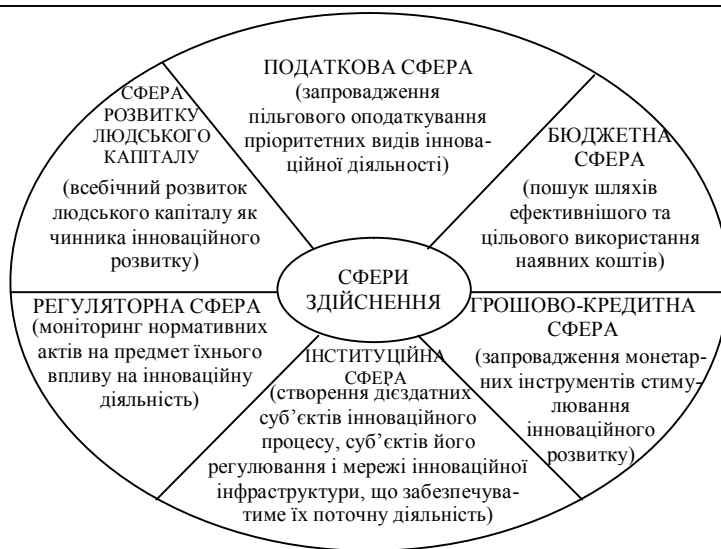 ПОДАТКОВА СФЕРА
(запровадження
пільгового оподаткування
пріоритетних видів іннова-
ційної діяльності)
БЮДЖЕТНА
СФЕРА
(пошук шляхів
ефективнішого та
цільового використання
наявних коштів)
ГРОШОВО-КРЕДИТНА
СФЕРА
(запровадження монетар-
них інструментів стиму-
лювання
інноваційного
розвитку)
ІНСТИТУЦІЙНА
СФЕРА
(створення дієздатних
суб’єктів інноваційного
процесу, суб’єктів його
регулювання і мережі інноваційної
інфраструктури, що забезпечува-
тиме їх поточну діяльність)
РЕГУЛЯТОРНА СФЕРА
(моніторинг нормативних
актів на предмет їхнього
впливу на інноваційну
діяльність)
СФЕРА
РОЗВИТКУ
ЛЮДСЬКОГО
КАПІТАЛУ
(всебічний розвиток
людського капіталу як
чинника інноваційного
розвитку)
СФЕРИ
ЗДІЙСНЕННЯ